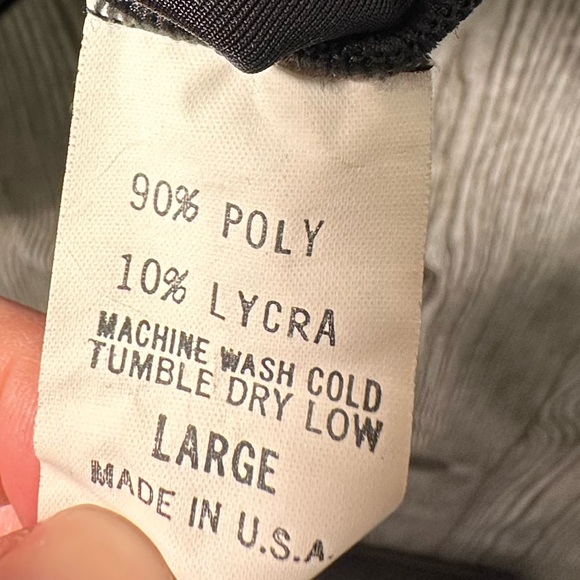 90% POLY
10% LYCRA
MACHINE WASH COLD
TUMBLE DRY LOW
LARGE
MADE IN U.S.A.